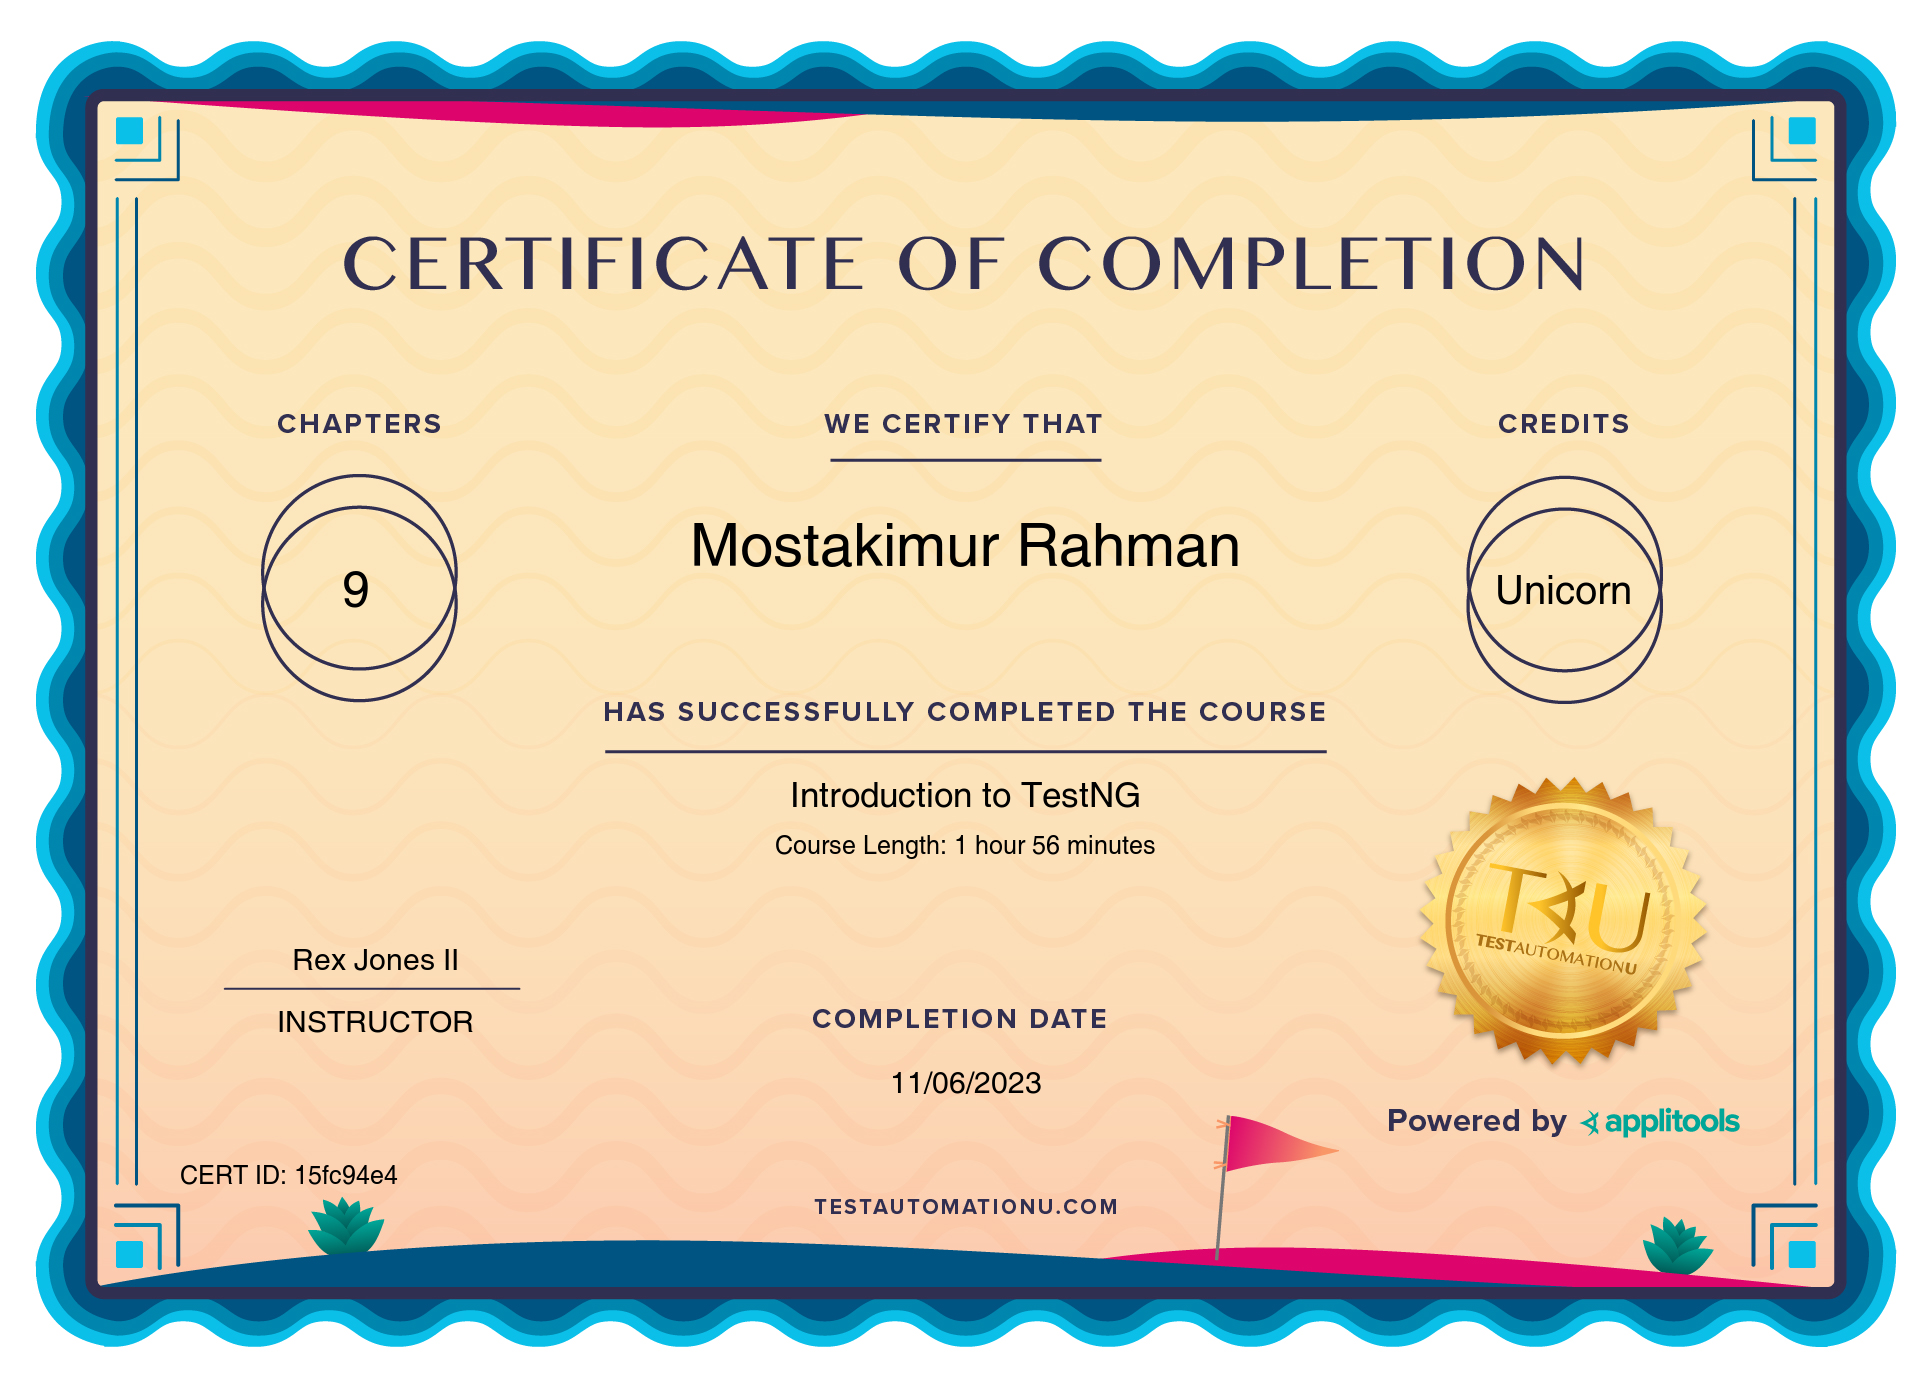 CERTIFICATE OF COMPLETION
CHAPTERS
9
WE CERTIFY THAT
Mostakimur Rahman
CREDITS
Unicorn
HAS SUCCESSFULLY COMPLETED THE COURSE
Introduction to TestNG
Course Length: 1 hour 56 minutes
TAU
TESTAUTOMATIONU
Rex Jones II
INSTRUCTOR
COMPLETION DATE
11/06/2023
Powered by applitools
CERT ID: 15fc94e4
TESTAUTOMATIONU.COM